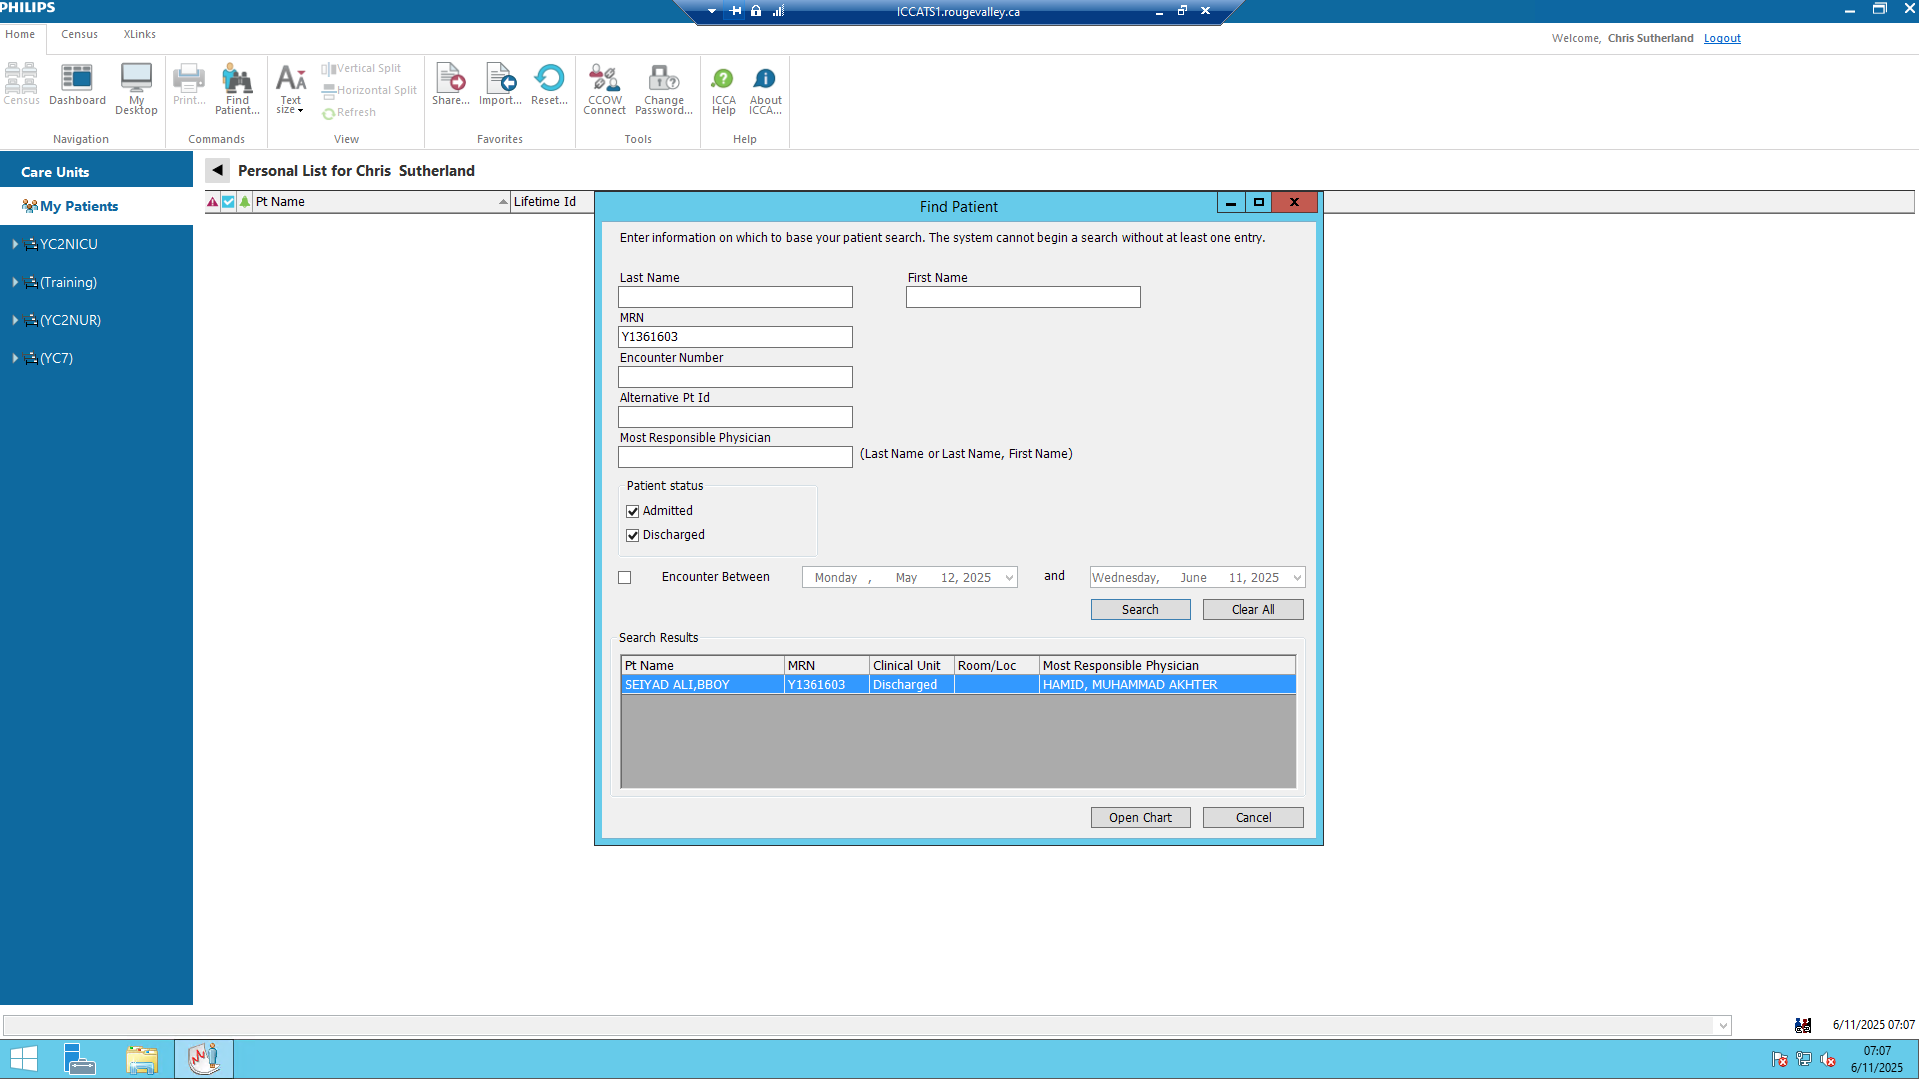 PHILIPS
ICCATS1.rougevalley.ca
Home Census XLinks
Welcome, Chris Sutherland Logout
Census
Dashboard
My Desktop
Print...
Find Patient...
Text size
Vertical Split
Horizontal Split
Refresh
Share...
Import...
Reset...
CCOW Connect
Change Password...
ICCA Help
About ICCA...
Navigation
Commands
View
Favorites
Tools
Help
Care Units
My Patients
YC2NICU
(Training)
(YC2NUR)
(YC7)
Personal List for Chris Sutherland
Pt Name Lifetime Id
Find Patient
Enter information on which to base your patient search. The system cannot begin a search without at least one entry.
Last Name First Name
MRN
Y1361603
Encounter Number
Alternative Pt Id
Most Responsible Physician
(Last Name or Last Name, First Name)
Patient status
Admitted
Discharged
Encounter Between Monday , May 12, 2025 and Wednesday, June 11, 2025
Search Clear All
Search Results
Pt Name MRN Clinical Unit Room/Loc Most Responsible Physician
SEIYAD ALI,BBOY Y1361603 Discharged HAMID, MUHAMMAD AKHTER
Open Chart Cancel
6/11/2025 07:07
07:07
6/11/2025